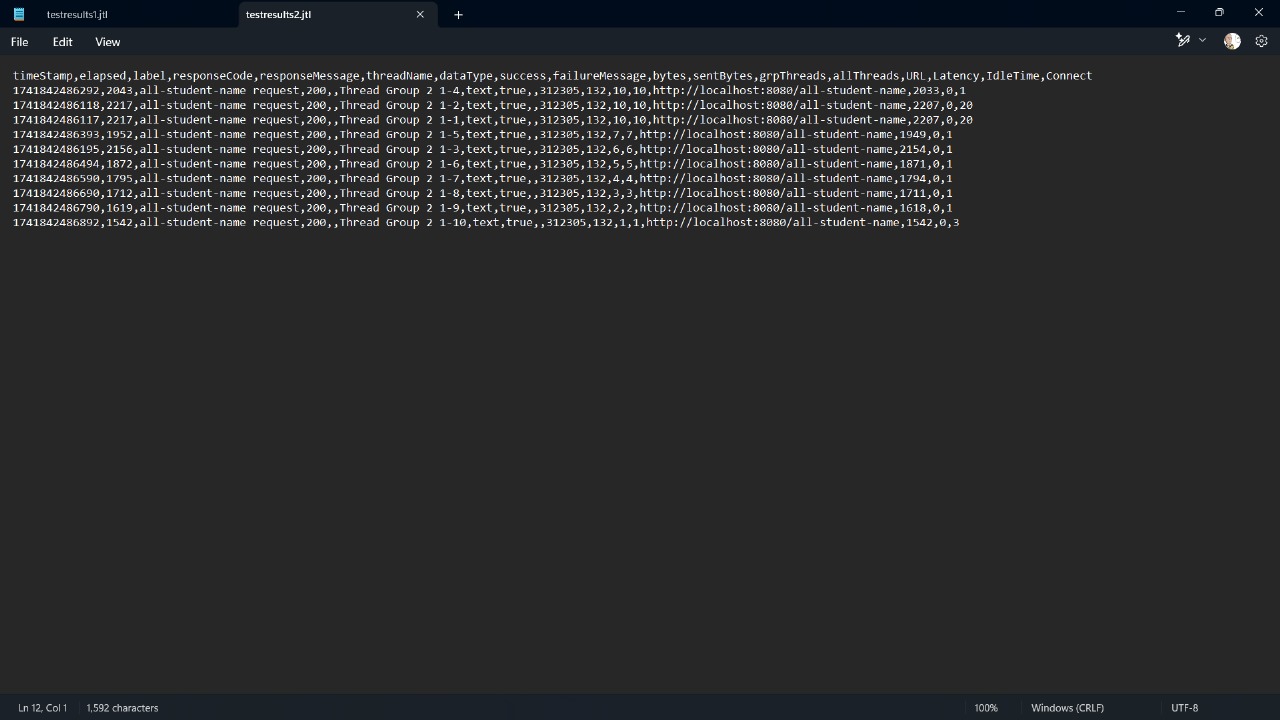 testresults1.jtl
testresults2.jtl
File Edit View
timeStamp,elapsed,label,responseCode,responseMessage,threadName,dataType,success,failureMessage,bytes,sentBytes,grpThreads,allThreads,URL,Latency,IdleTime,Connect
1741842486292,2043,all-student-name request,200,,Thread Group 2 1-4,text,true,,312305,132,10,10,http://localhost:8080/all-student-name,2033,0,1
1741842486118,2217,all-student-name request,200,,Thread Group 2 1-2,text,true,,312305,132,10,10,http://localhost:8080/all-student-name,2207,0,20
1741842486117,2217,all-student-name request,200,,Thread Group 2 1-1,text,true,,312305,132,10,10,http://localhost:8080/all-student-name,2207,0,20
1741842486393,1952,all-student-name request,200,,Thread Group 2 1-5,text,true,,312305,132,7,7,http://localhost:8080/all-student-name,1949,0,1
1741842486195,2156,all-student-name request,200,,Thread Group 2 1-3,text,true,,312305,132,6,6,http://localhost:8080/all-student-name,2154,0,1
1741842486494,1872,all-student-name request,200,,Thread Group 2 1-6,text,true,,312305,132,5,5,http://localhost:8080/all-student-name,1871,0,1
1741842486590,1795,all-student-name request,200,,Thread Group 2 1-7,text,true,,312305,132,4,4,http://localhost:8080/all-student-name,1794,0,1
1741842486690,1712,all-student-name request,200,,Thread Group 2 1-8,text,true,,312305,132,3,3,http://localhost:8080/all-student-name,1711,0,1
1741842486790,1619,all-student-name request,200,,Thread Group 2 1-9,text,true,,312305,132,2,2,http://localhost:8080/all-student-name,1618,0,1
1741842486892,1542,all-student-name request,200,,Thread Group 2 1-10,text,true,,312305,132,1,1,http://localhost:8080/all-student-name,1542,0,3
Ln 12, Col 1 1,592 characters 100% Windows (CRLF) UTF-8